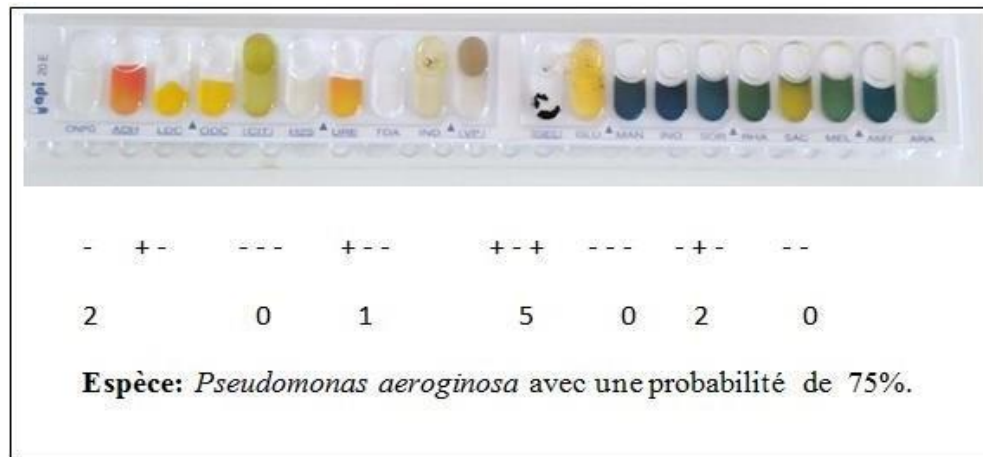 api 20 E
ONPG ADH LDC ODC |CIT| H2S URE TDA IND |VP| |GEL| GLU MAN INO SOR RHA SAC MEL AMY ARA
- + - - - - + - - + - + - - - - + - - -
2 0 1 5 0 2 0
Espèce: Pseudomonas aeroginosa avec une probabilité de 75%.